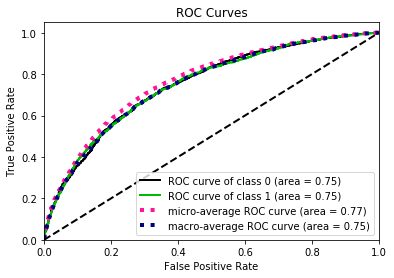 ROC Curves
True Positive Rate
1.0
0.8
0.6
0.4
0.2
0.0
ROC curve of class 0 (area = 0.75)
ROC curve of class 1 (area = 0.75)
micro-average ROC curve (area = 0.77)
macro-average ROC curve (area = 0.75)
0.0 0.2 0.4 0.6 0.8 1.0
False Positive Rate